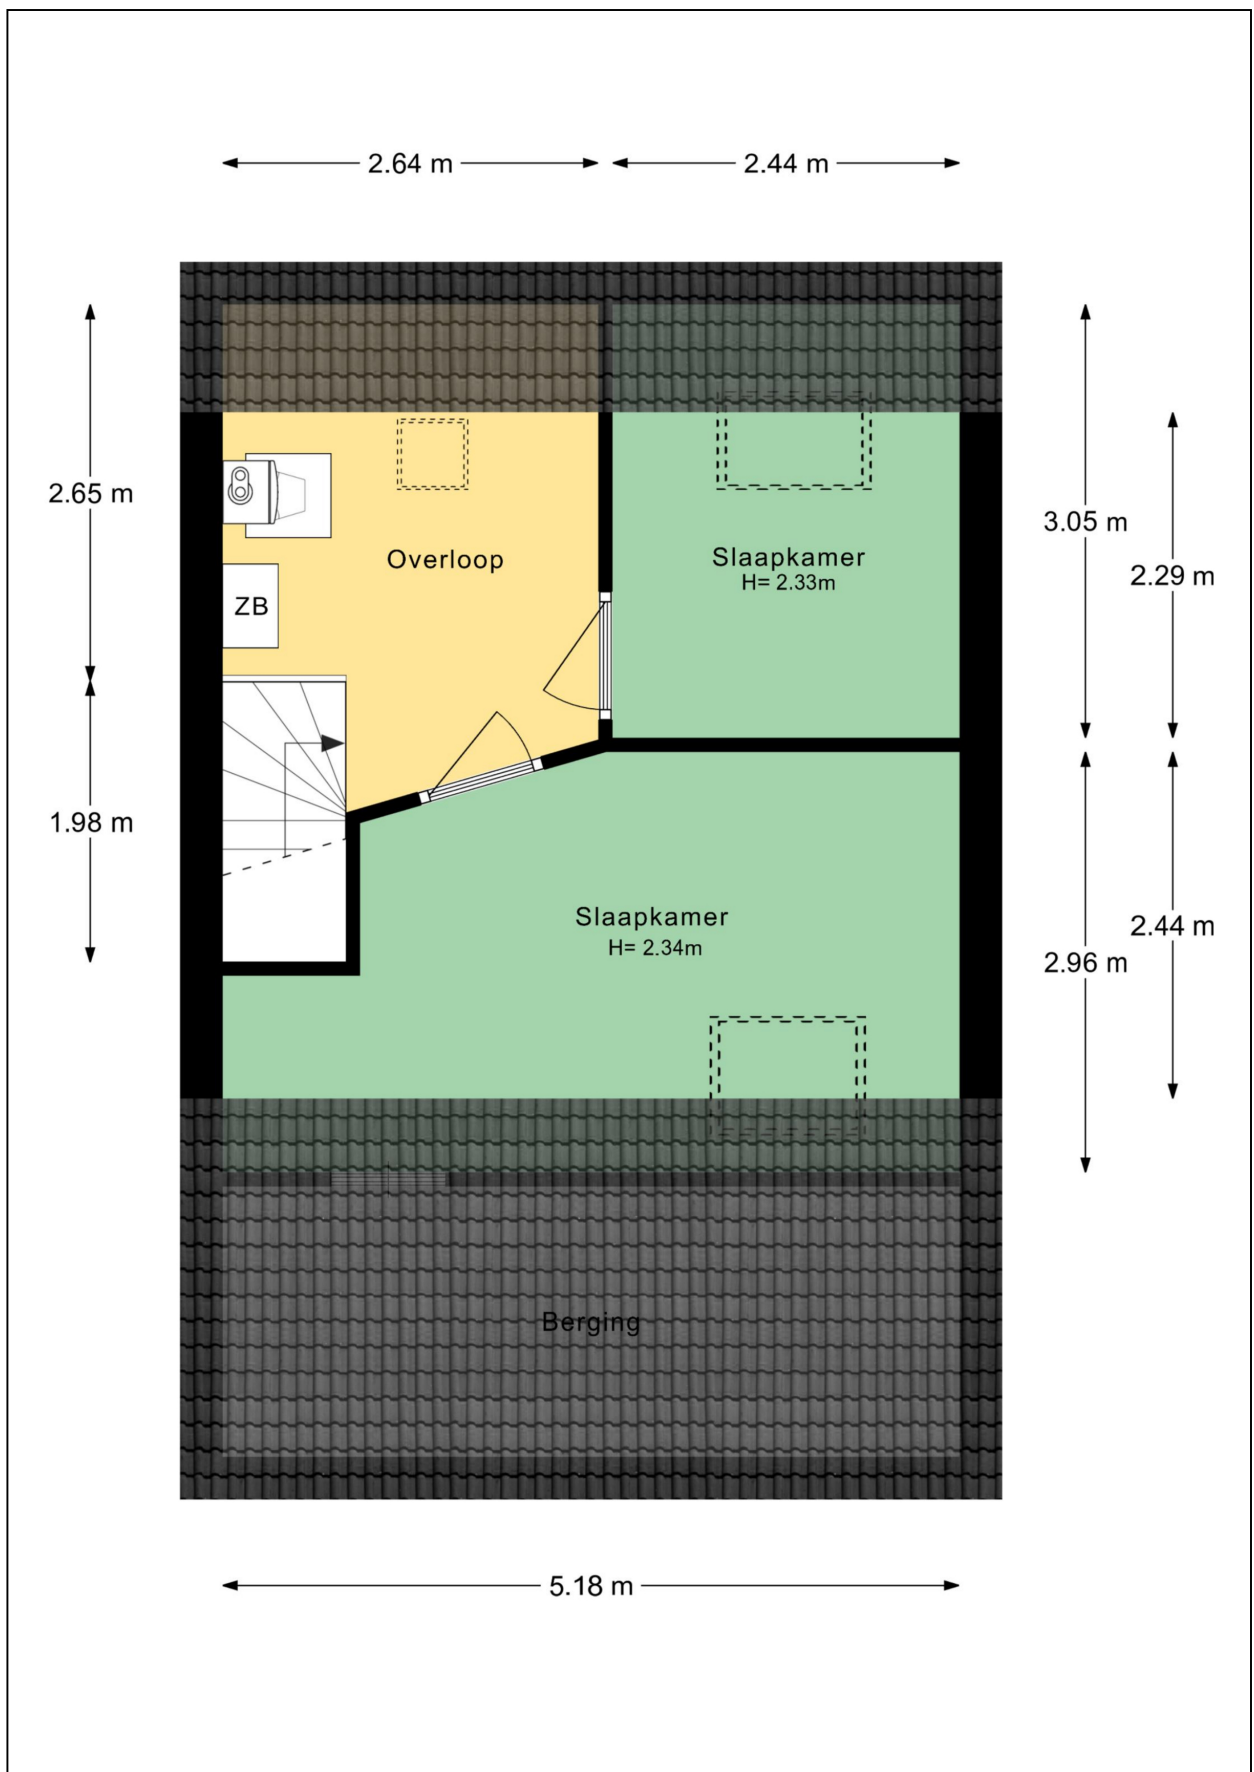 2.64 m
2.44 m
2.65 m
3.05 m
Overloop
Slaapkamer
H= 2.33m
2.29 m
ZB
1.98 m
Slaapkamer
H= 2.34m
2.44 m
2.96 m
Berging
5.18 m